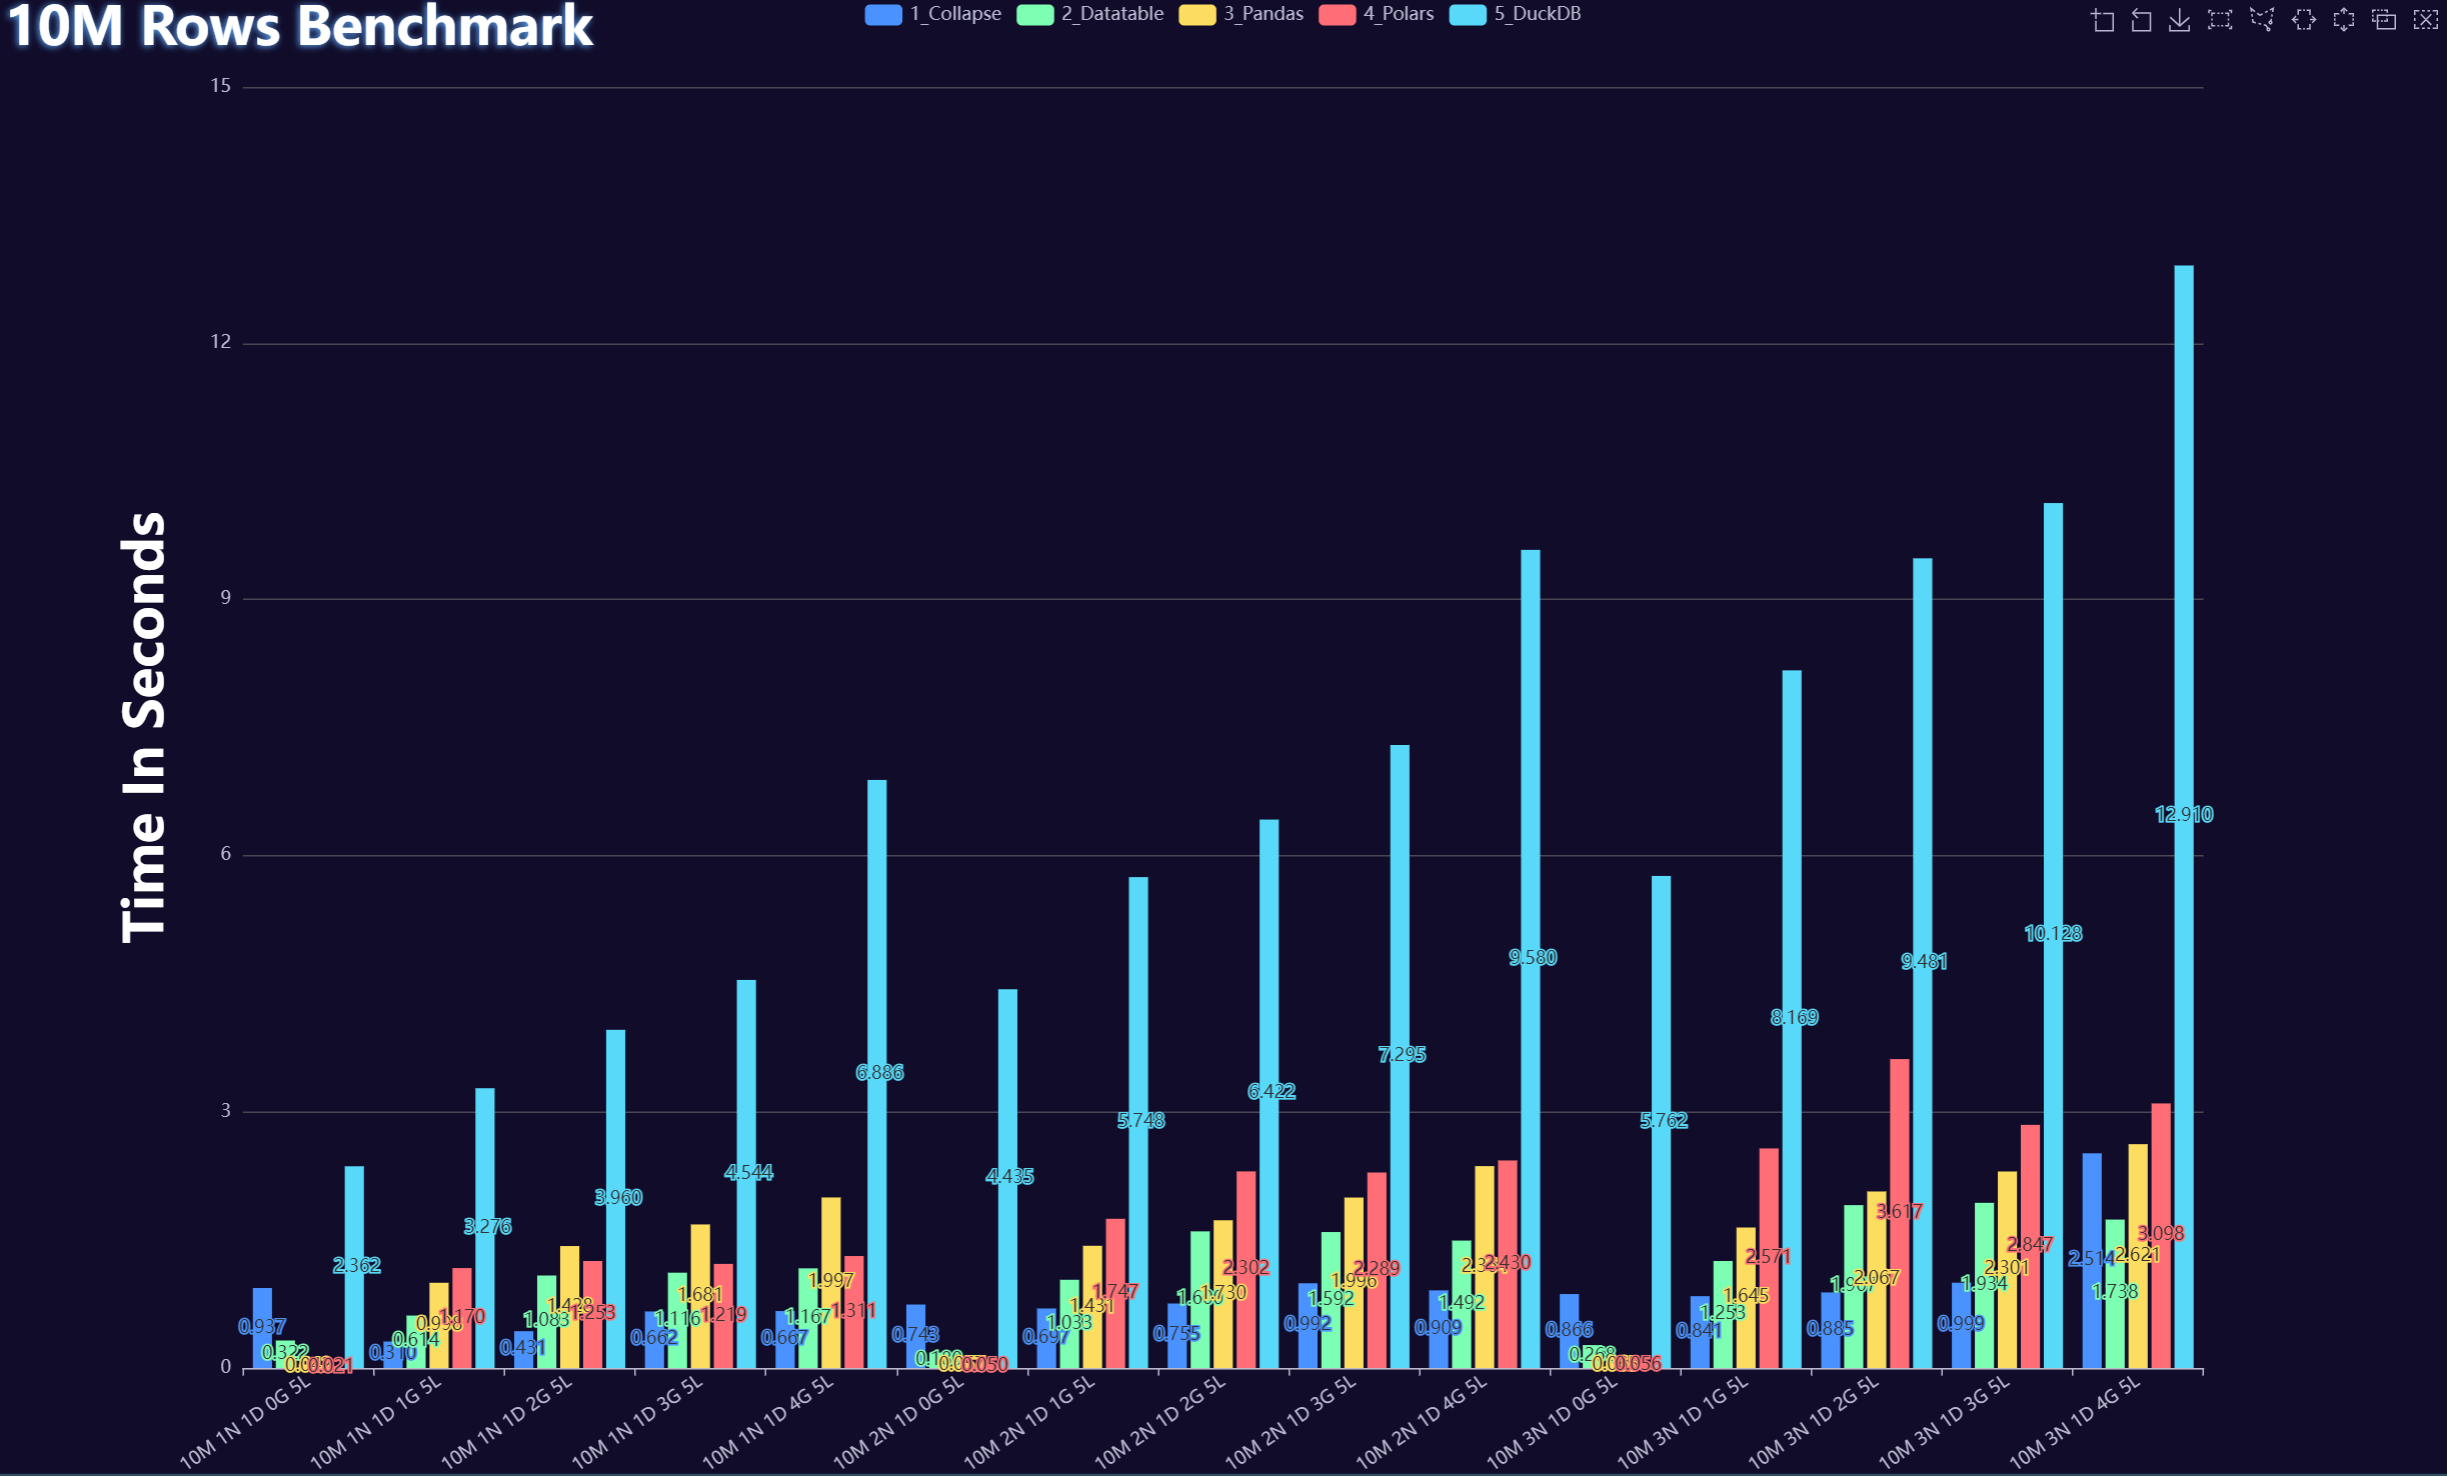 10M Rows Benchmark
1_Collapse 2_Datatable 3_Pandas 4_Polars 5_DuckDB
Time In Seconds
15
12
9
6
3
0
0.937 0.322 0.021 2.362
0.310 0.614 0.998 1.170 3.276
0.431 1.083 1.253 3.960
0.662 1.116 1.681 1.219 4.544
0.667 1.167 1.997 1.311 6.886
0.743 0.050 4.435
0.697 1.033 1.431 1.747 5.748
0.755 1.730 2.302 6.422
0.992 1.592 1.996 2.289 7.295
0.909 1.492 2.430 9.580
0.866 0.268 0.056 5.762
0.841 1.253 1.645 2.571 8.169
0.885 2.067 3.617 9.481
0.999 1.934 2.301 2.847 10.128
2.514 1.738 2.621 3.098 12.910
10M 1N 1D 0G 5L
10M 1N 1D 1G 5L
10M 1N 1D 2G 5L
10M 1N 1D 3G 5L
10M 1N 1D 4G 5L
10M 2N 1D 0G 5L
10M 2N 1D 1G 5L
10M 2N 1D 2G 5L
10M 2N 1D 3G 5L
10M 2N 1D 4G 5L
10M 3N 1D 0G 5L
10M 3N 1D 1G 5L
10M 3N 1D 2G 5L
10M 3N 1D 3G 5L
10M 3N 1D 4G 5L